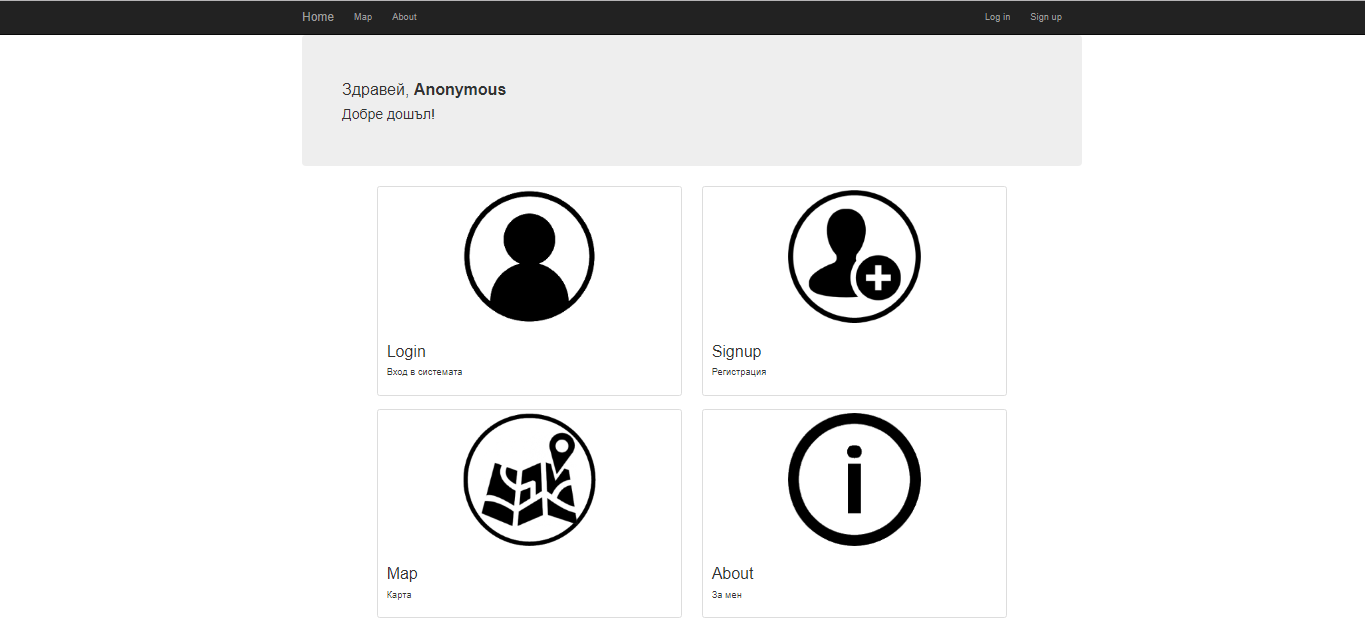 Home Map About Log in Sign up
Здравей, Anonymous
Добре дошъл!
Login
Вход в системата
Signup
Регистрация
Map
Карта
About
За мен